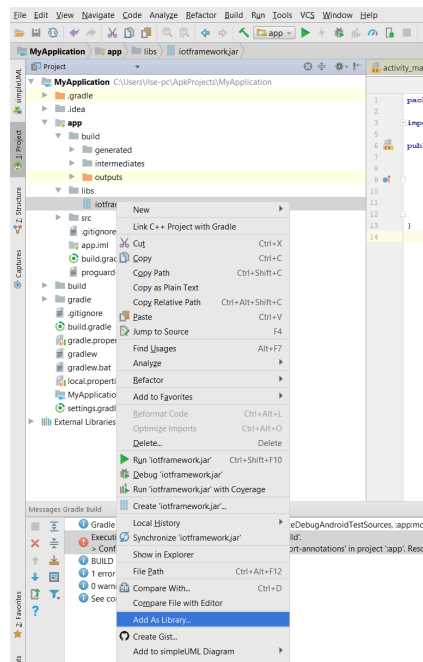 File Edit View Navigate Code Analyze Refactor Build Run Tools VCS Window Help
app
MyApplication app libs iotframework.jar
Project
activity_ma
simpleUML
1: Project
Z: Structure
Captures
2: Favorites
MyApplication C:\Users\ilse-pc\ApkProjects\MyApplication
.gradle
.idea
app
build
generated
intermediates
outputs
libs
iotfra
src
.gitignore
app.iml
build.grad
proguard-
build
gradle
.gitignore
build.gradle
gradle.proper
gradlew
gradlew.bat
local.properti
MyApplicatio
settings.gradl
External Libraries
1 pack
2
3 impo
6 publ
7
8
9
10
11
12
13 }
14
New
Link C++ Project with Gradle
Cut Ctrl+X
Copy Ctrl+C
Copy Path Ctrl+Shift+C
Copy as Plain Text
Copy Relative Path Ctrl+Alt+Shift+C
Paste Ctrl+V
Jump to Source F4
Find Usages Alt+F7
Analyze
Refactor
Add to Favorites
Reformat Code Ctrl+Alt+L
Optimize Imports Ctrl+Alt+O
Delete... Delete
Run 'iotframework.jar' Ctrl+Shift+F10
Debug 'iotframework.jar'
Run 'iotframework.jar' with Coverage
Create 'iotframework.jar'...
Local History
Synchronize 'iotframework.jar'
Show in Explorer
File Path Ctrl+Alt+F12
Compare With... Ctrl+D
Compare File with Editor
Add As Library...
Create Gist...
Add to simpleUML Diagram
Messages Gradle Build
Gradle eDebugAndroidTestSources, :app:mo
Executi ild'.
> Conf ort-annotations' in project ':app'. Reso
BUILD
1 error
0 warn
See co